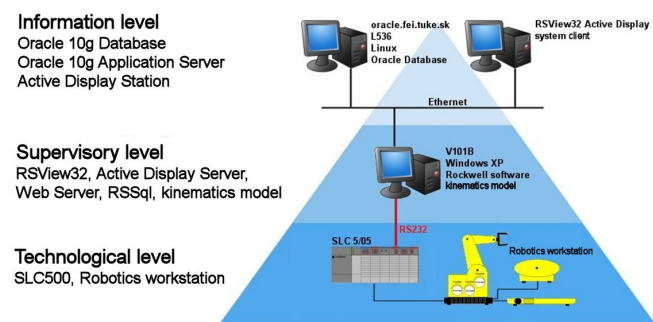 Information level
Oracle 10g Database
Oracle 10g Application Server
Active Display Station
oracle.fei.tuke.sk
L536
Linux
Oracle Database
RSView32 Active Display
system client
Ethernet
Supervisory level
RSView32, Active Display Server,
Web Server, RSSql, kinematics model
V101B
Windows XP
Rockwell software
kinematics model
RS232
Technological level
SLC500, Robotics workstation
SLC 5/05
Robotics workstation